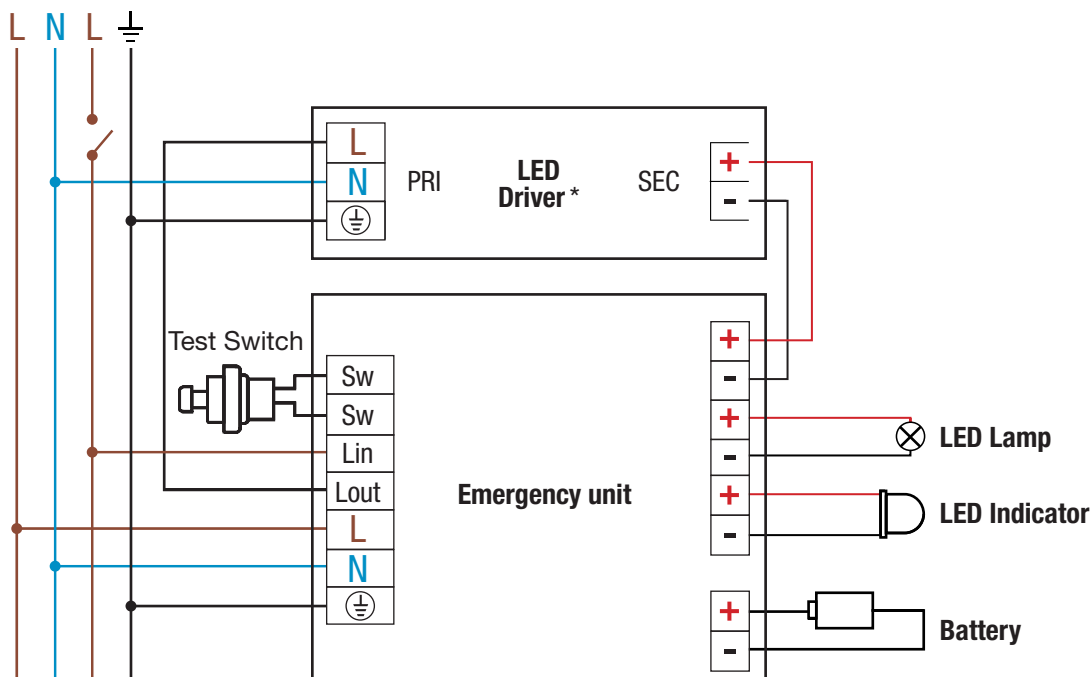 L N L
L
N
PRI
LED
Driver *
SEC
+
-
Test Switch
Sw
Sw
Lin
Lout
L
N
Emergency unit
+
-
+
-
LED Lamp
+
-
LED Indicator
+
-
Battery